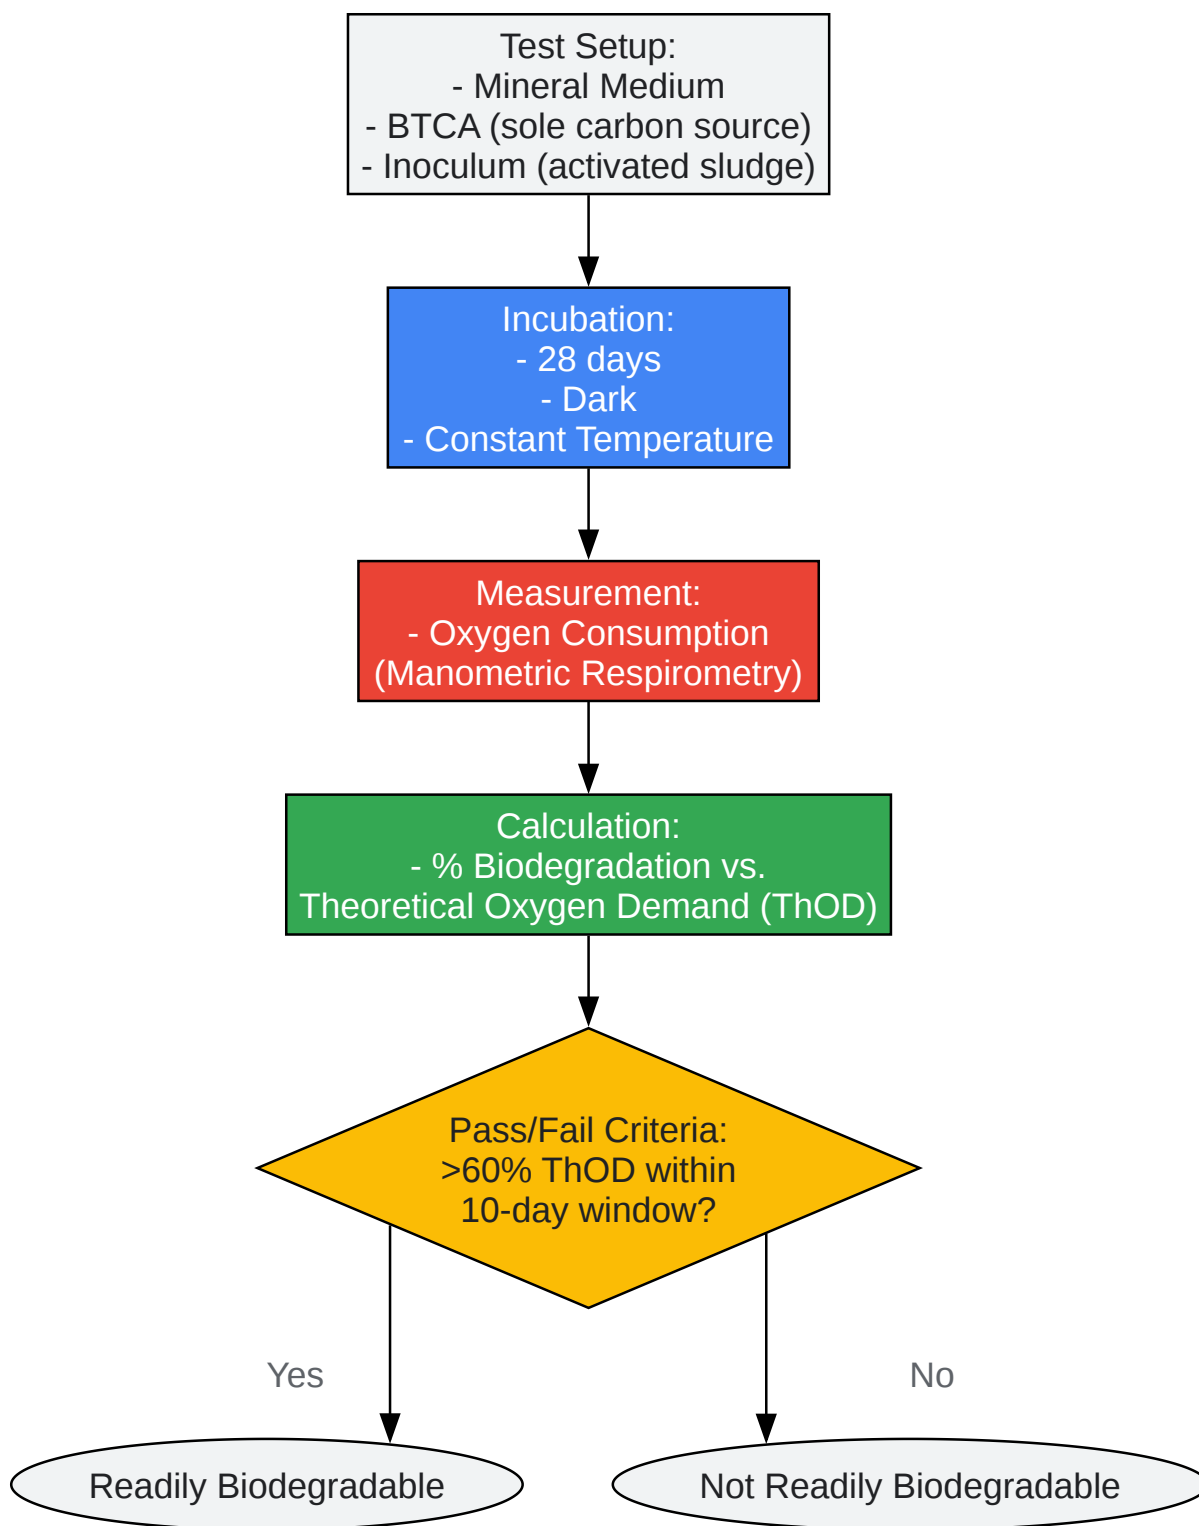 Test Setup:
- Mineral Medium
- BTCA (sole carbon source)
- Inoculum (activated sludge)
Incubation:
- 28 days
- Dark
- Constant Temperature
Measurement:
- Oxygen Consumption
(Manometric Respirometry)
Calculation:
- % Biodegradation vs.
Theoretical Oxygen Demand (ThOD)
Pass/Fail Criteria:
>60% ThOD within
10-day window?
Yes
No
Readily Biodegradable
Not Readily Biodegradable